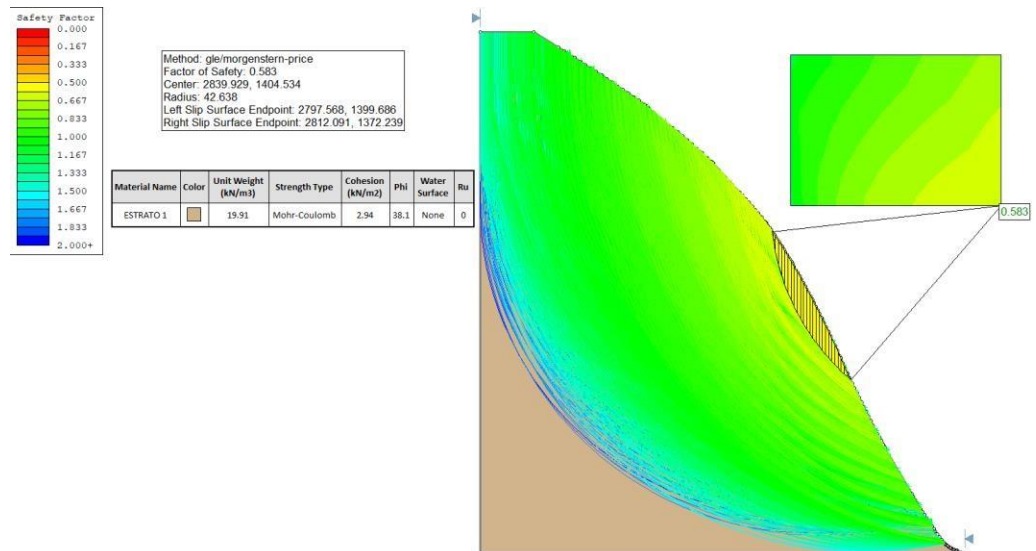 Safety Factor
0.000
0.167
0.333
0.500
0.667
0.833
1.000
1.167
1.333
1.500
1.667
1.833
2.000+
Method: gle/morgenstern-price
Factor of Safety: 0.583
Center: 2839.929, 1404.534
Radius: 42.638
Left Slip Surface Endpoint: 2797.568, 1399.686
Right Slip Surface Endpoint: 2812.091, 1372.239
Material Name Color Unit Weight (kN/m3) Strength Type Cohesion (kN/m2) Phi Water Surface Ru
ESTRATO 1 19.91 Mohr-Coulomb 2.94 38.1 None 0
0.583